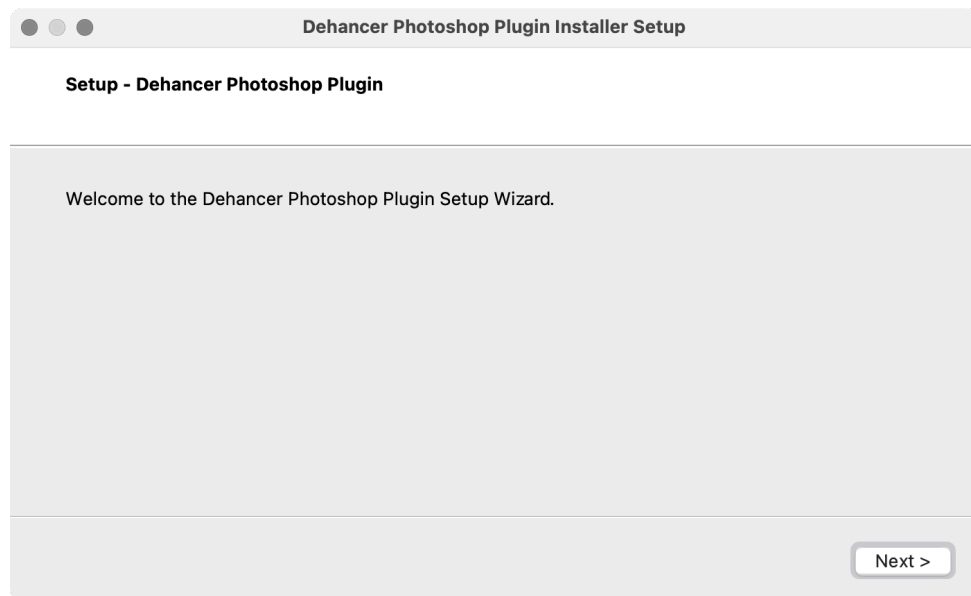 Dehancer Photoshop Plugin Installer Setup
Setup - Dehancer Photoshop Plugin
Welcome to the Dehancer Photoshop Plugin Setup Wizard.
Next >